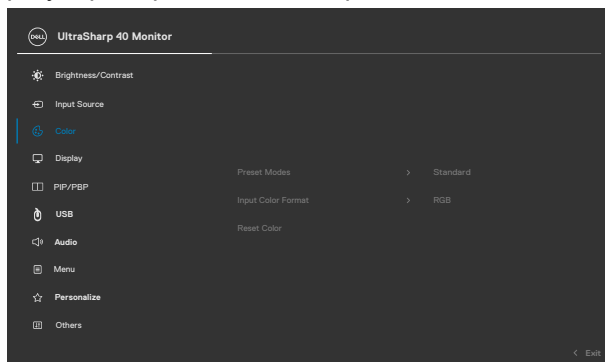 DELL UltraSharp 40 Monitor
Brightness/Contrast
Input Source
Color
Display
Preset Modes > Standard
PIP/PBP
Input Color Format > RGB
USB
Reset Color
Audio
Menu
Personalize
Others
< Exit